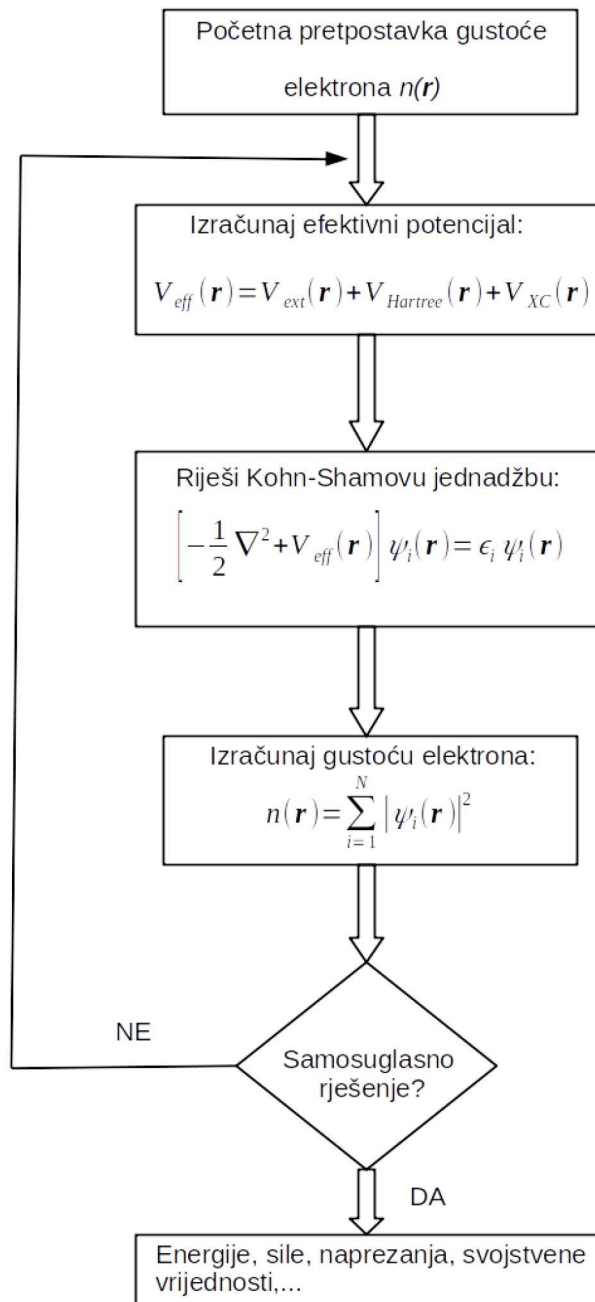 Početna pretpostavka gustoće
elektrona n(r)
Izračunaj efektivni potencijal:
V_eff(r)=V_ext(r)+V_Hartree(r)+V_XC(r)
Riješi Kohn-Shamovu jednadžbu:
[-1/2 ∇²+V_eff(r)] ψ_i(r)= ϵ_i ψ_i(r)
Izračunaj gustoću elektrona:
n(r)=∑_{i=1}^{N} |ψ_i(r)|²
NE
Samosuglasno
rješenje?
DA
Energije, sile, naprezanja, svojstvene
vrijednosti,...